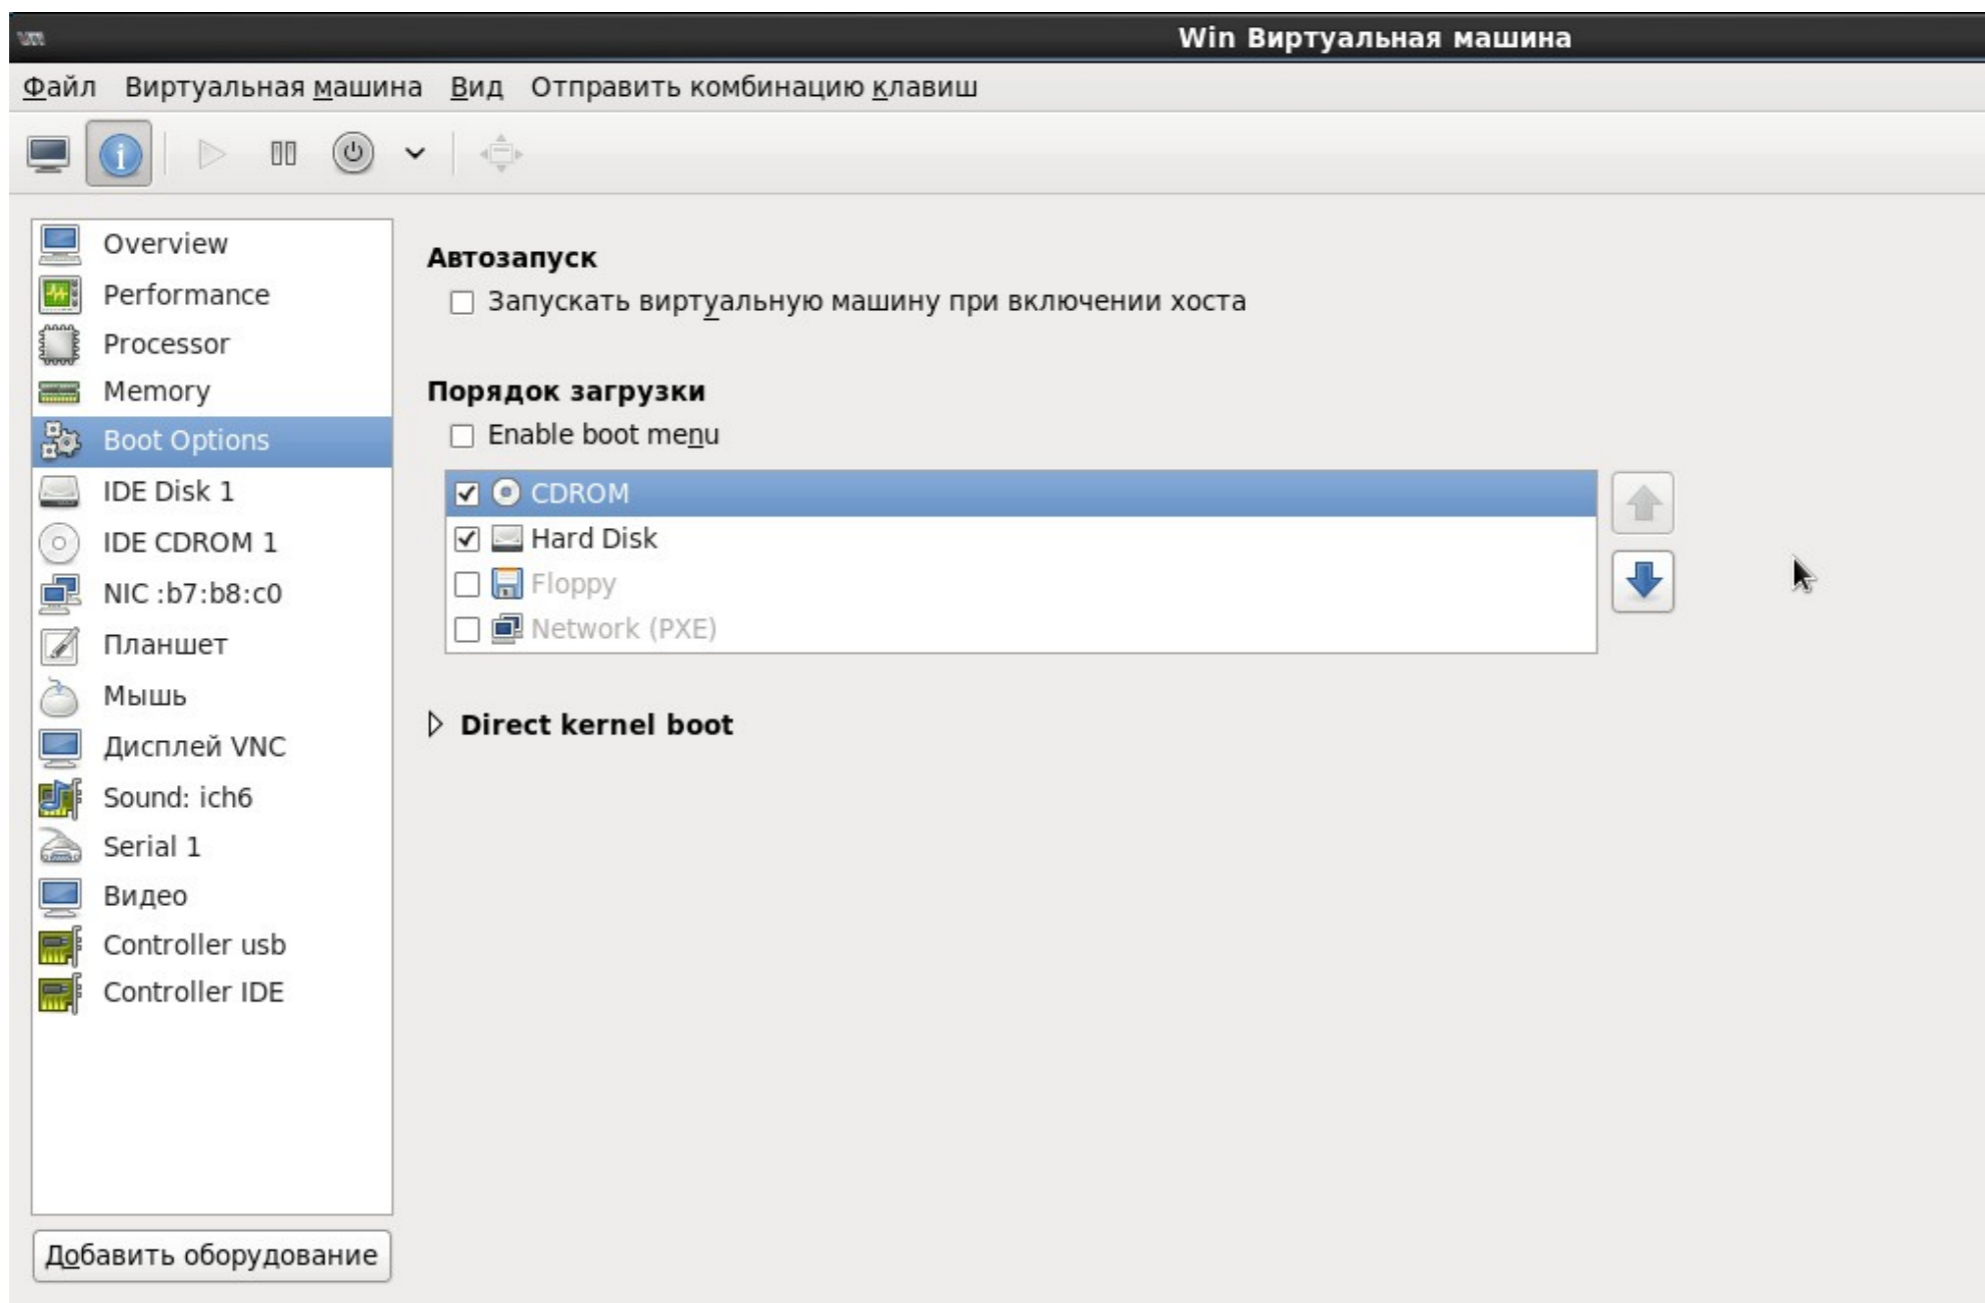 Win Виртуальная машина
Файл Виртуальная машина Вид Отправить комбинацию клавиш
Overview
Performance
Processor
Memory
Boot Options
IDE Disk 1
IDE CDROM 1
NIC :b7:b8:c0
Планшет
Мышь
Дисплей VNC
Sound: ich6
Serial 1
Видео
Controller usb
Controller IDE
Добавить оборудование
Автозапуск
Запускать виртуальную машину при включении хоста
Порядок загрузки
Enable boot menu
CDROM
Hard Disk
Floppy
Network (PXE)
Direct kernel boot